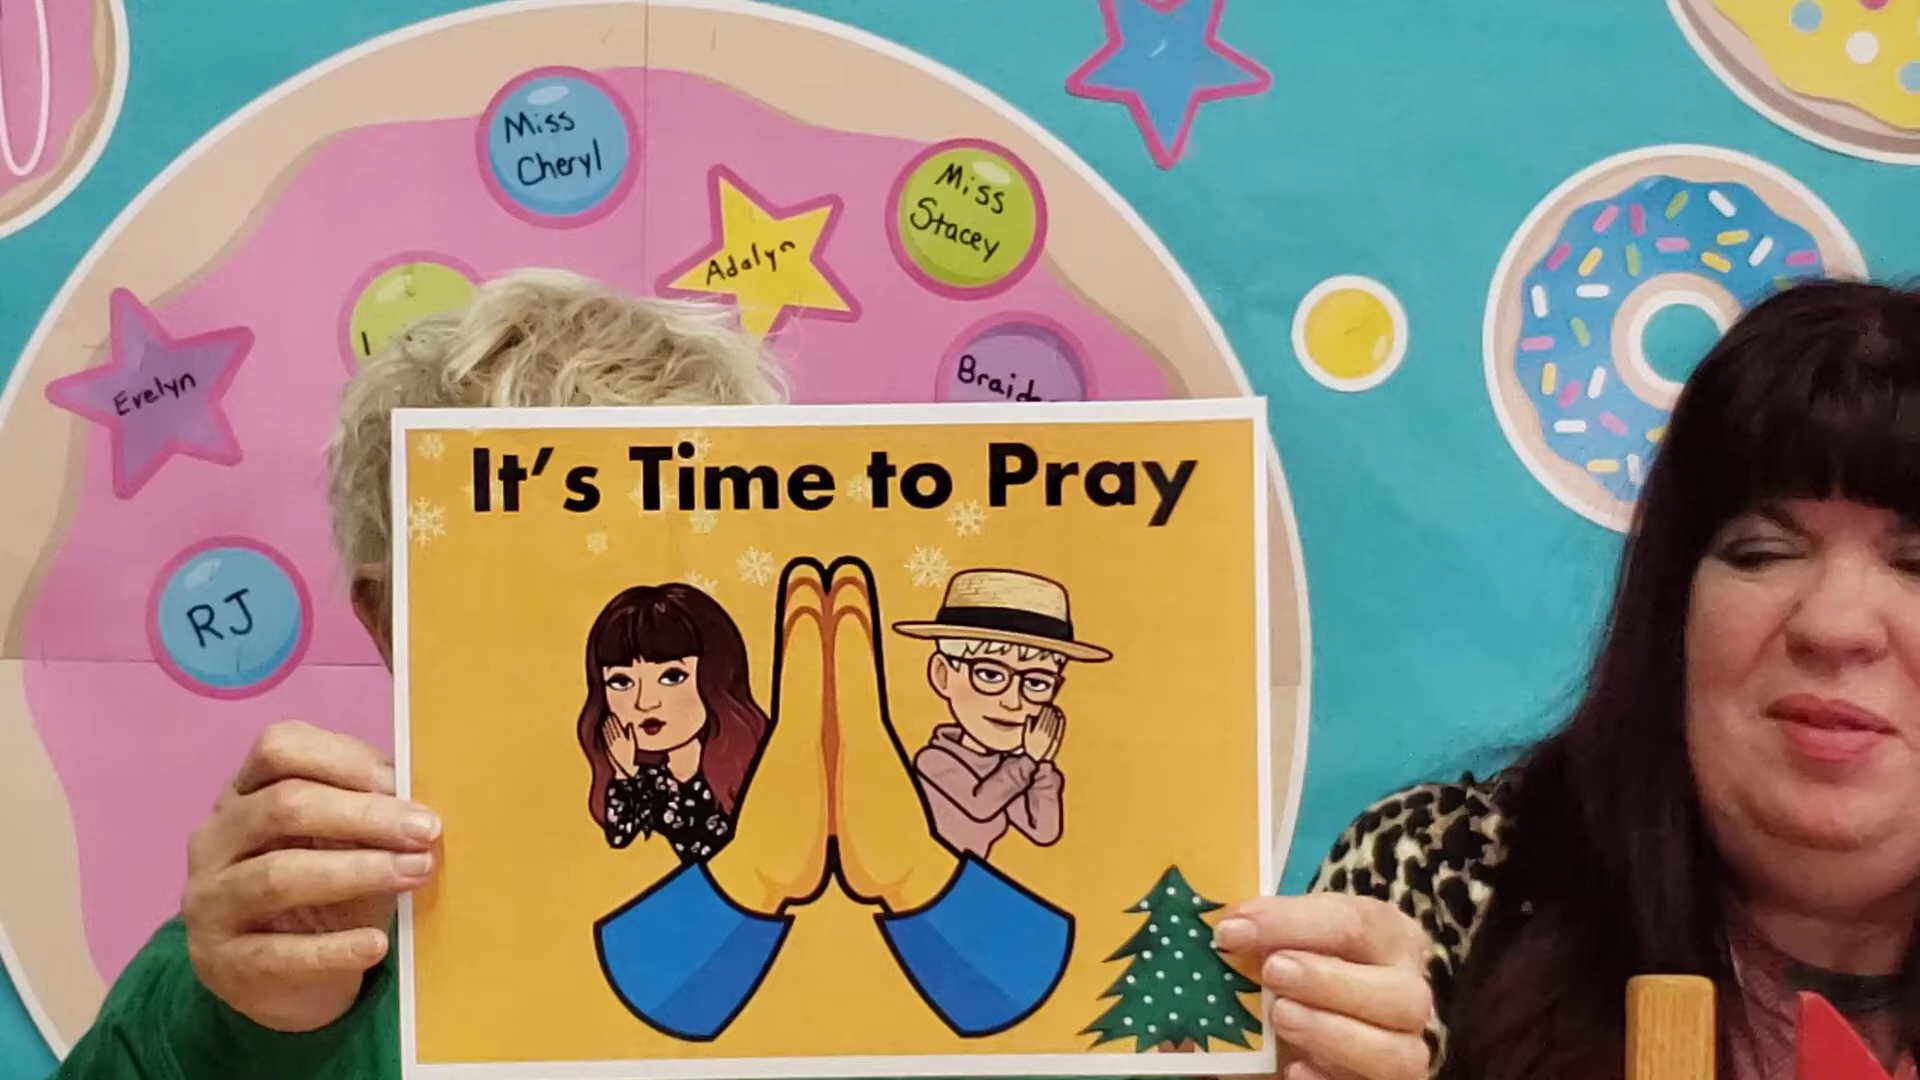 Miss
Cheryl
Miss
Stacey
Adalyn
Evelyn
RJ
It's Time to Pray